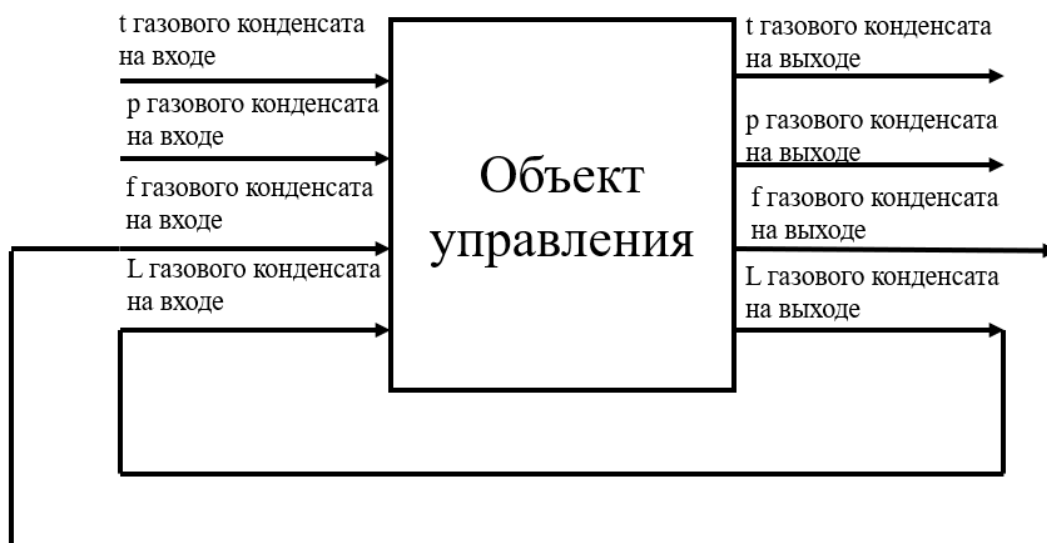 t газового конденсата
на входе
p газового конденсата
на входе
f газового конденсата
на входе
L газового конденсата
на входе
Объект
управления
t газового конденсата
на выходе
p газового конденсата
на выходе
f газового конденсата
на выходе
L газового конденсата
на выходе